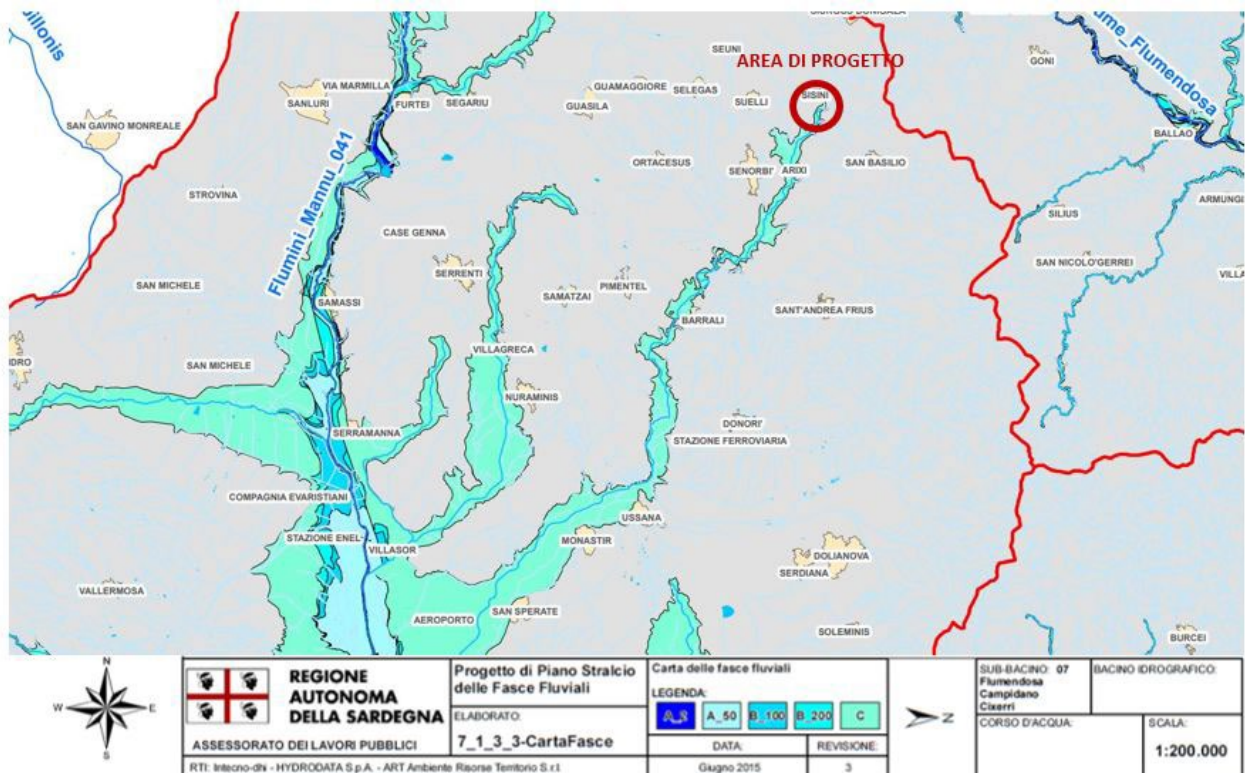 GONI
SEUNI
AREA DI PROGETTO
Flumendosa
VIA MARMILLA
GUAMAGGIORE
SELEGAS
SISINI
SANLURI
FURTEI
SEGARIU
GUASILA
SUELLI
SAN GAVINO MONREALE
BALLAO
ORTACESUS
SENORBI'
ARIXI
SAN BASILIO
STROVINA
Flumini_Mannu_041
ARMUNGI
SILIUS
CASE GENNA
SAN NICOLO'GERREI
VILLA
SERRENTI
SAN MICHELE
SAMATZAI
PIMENTEL
SAMASSI
SANT'ANDREA FRIUS
BARRALI
VILLAGRECA
SAN MICHELE
IDRO
NURAMINIS
DONORI'
SERRAMANNA
STAZIONE FERROVIARIA
COMPAGNIA EVARISTIANI
USSANA
STAZIONE ENEL
VILLASOR
MONASTIR
DOLIANOVA
SERDIANA
VALLERMOSA
AEROPORTO
SAN SPERATE
SOLEMINIS
BURCEI
N
W
E
S
REGIONE
AUTONOMA
DELLA SARDEGNA
ASSESSORATO DEI LAVORI PUBBLICI
Progetto di Piano Stralcio
delle Fasce Fluviali
ELABORATO:
7_1_3_3-CartaFasce
Carta delle fasce fluviali
LEGENDA:
A_2 A_50 B_100 B_200 C
DATA:
Giugno 2015
REVISIONE:
3
N
SUB-BACINO: 07
Flumendosa
Campidano
Cixerri
BACINO IDROGRAFICO:
CORSO D'ACQUA:
SCALA:
1:200.000
RTI: Intecno-dhi - HYDRODATA S.p.A. - ART Ambiente Risorse Territorio S.r.l.